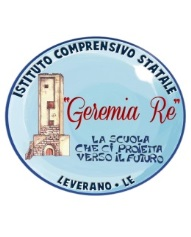 ISTITUTO COMPRENSIVO STATALE
"Geremia Re"
LA SCUOLA
CHE CI PROIETTA
VERSO IL FUTURO
LEVERANO - LE